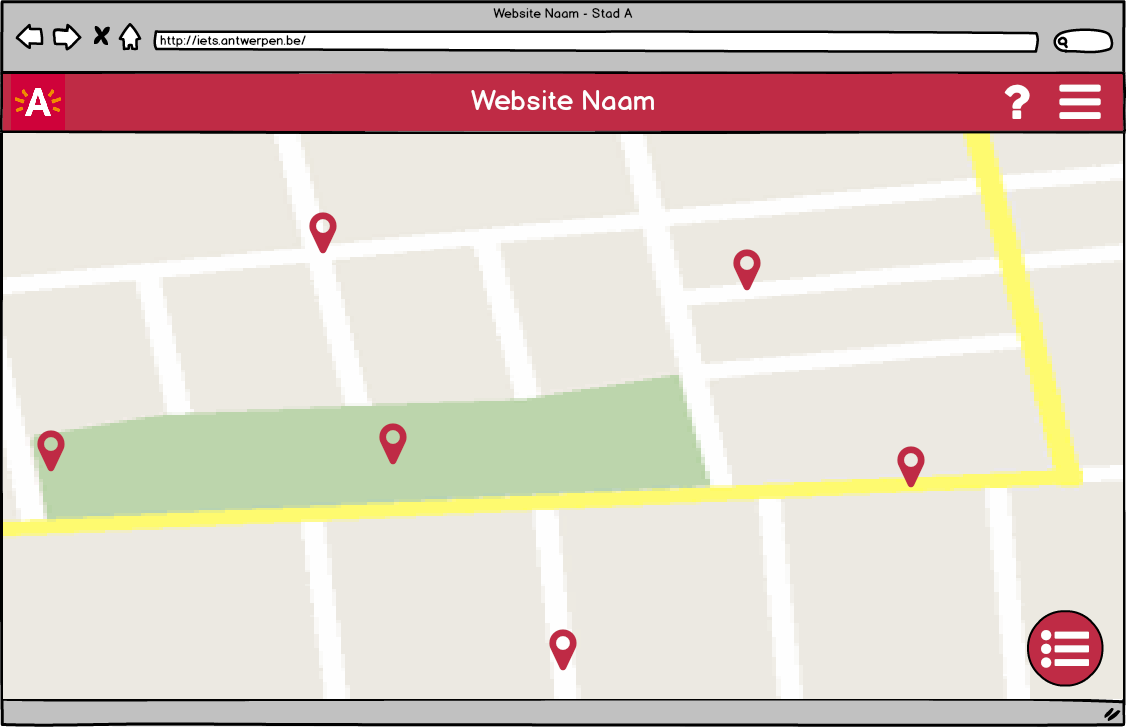 Website Naam - Stad A
http://iets.antwerpen.be/
A
Website Naam
?